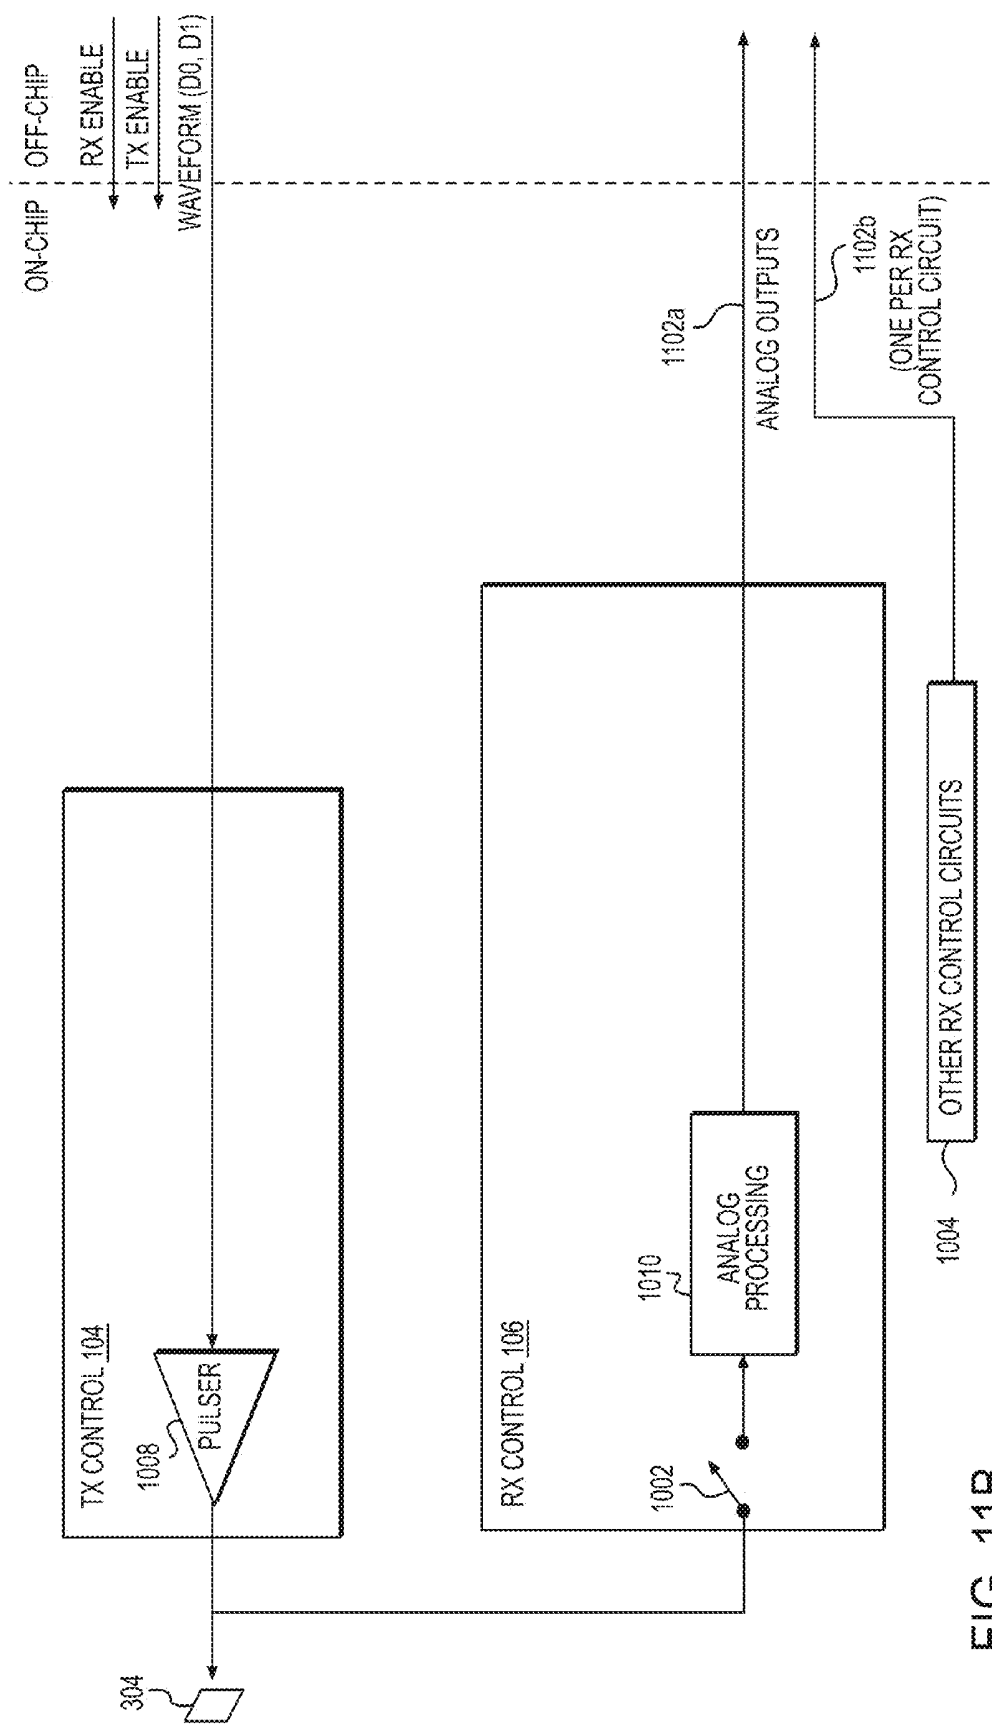 ON-CHIP
OFF-CHIP
RX ENABLE
TX ENABLE
WAVEFORM (D0, D1)
TX CONTROL 104
1008
PULSER
304
RX CONTROL 106
1002
1010
ANALOG
PROCESSING
1102a
ANALOG OUTPUTS
1102b
(ONE PER RX
CONTROL CIRCUIT)
OTHER RX CONTROL CIRCUITS
1004
FIG. 11B